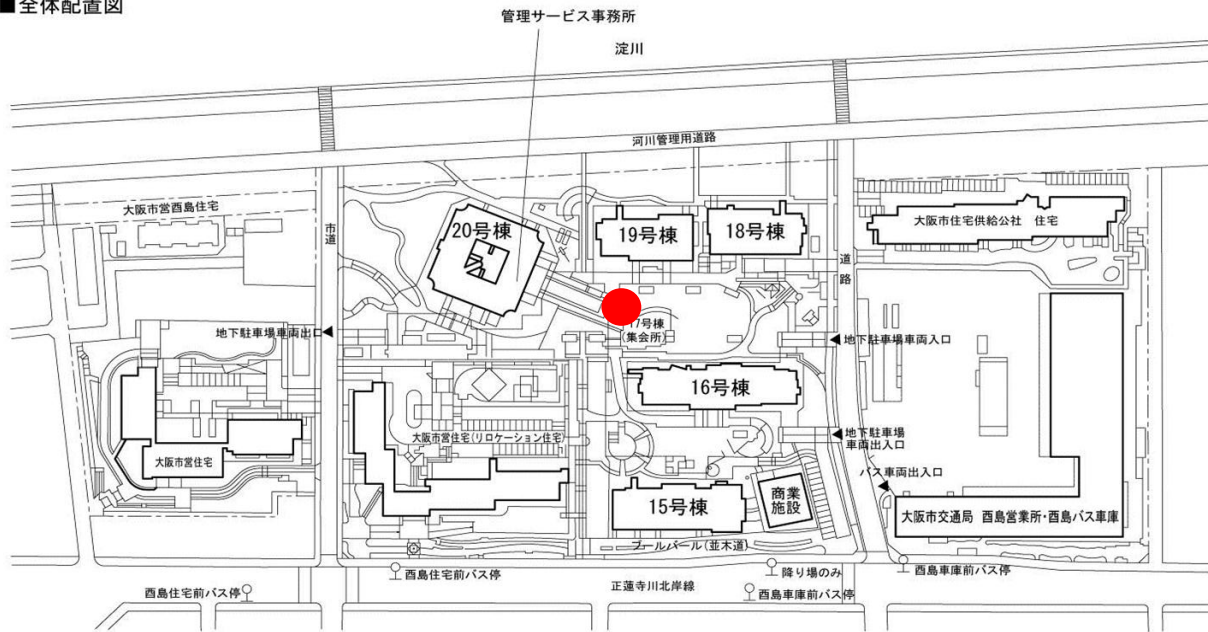 ■全体配置図
管理サービス事務所
淀川
河川管理用道路
大阪市営酉島住宅
市道
20号棟
19号棟
18号棟
大阪市住宅供給公社 住宅
道路
地下駐車場車両出口
17号棟
(集会所)
地下駐車場車両入口
16号棟
大阪市営住宅(リロケーション住宅)
地下駐車場
車両出入口
大阪市営住宅
バス車両出入口
15号棟
商業
施設
大阪市交通局 酉島営業所・酉島バス車庫
プールパール(並木道)
酉島住宅前バス停
正蓮寺川北岸線
降り場のみ
酉島車庫前バス停
酉島住宅前バス停
酉島車庫前バス停